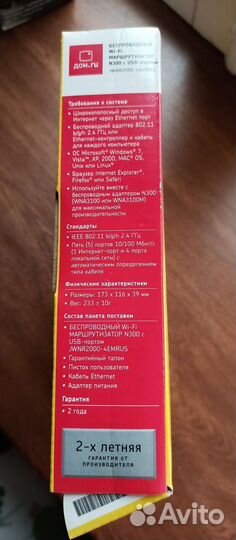 дом.ru
БЕСПРОВОДНЫЙ
Wi-Fi
МАРШРУТИЗАТОР
N300 с USB-портом
JWNR2000-4EMRUS
Требования к системе
• Широкополосный доступ в
Интернет через Ethernet порт
• Беспроводной адаптер 802.11
b/g/n 2.4 ГГц или
Ethernet-контроллер и кабель
для каждого компьютера
• ОС Microsoft® Windows® 7,
Vista™, XP, 2000, MAC® OS,
Unix или Linux®
• Браузер Internet Explorer®,
Firefox® или Safari
• Используйте вместе с
беспроводным адаптером N300
(WNA3100 или WNA3100M)
для максимальной
производительности
Стандарты
• IEEE 802.11 b/g/n 2.4 ГГц
• Пять (5) портов 10/100 Мбит/с
(1 Интернет порт и 4 порта
локальной сети) с
автоматическим определением
типа кабеля
Физические характеристики
• Размеры: 173 x 116 x 39 мм
• Вес: 233 ± 10г
Состав пакета поставки
• БЕСПРОВОДНЫЙ Wi-Fi
МАРШРУТИЗАТОР N300 с
USB-портом
JWNR2000-4EMRUS
• Гарантийный талон
• Листок пользователя
• Кабель Ethernet
• Адаптер питания
Гарантия
• 2 года
2-х летняя
ГАРАНТИЯ ОТ
ПРОИЗВОДИТЕЛЯ
Avito